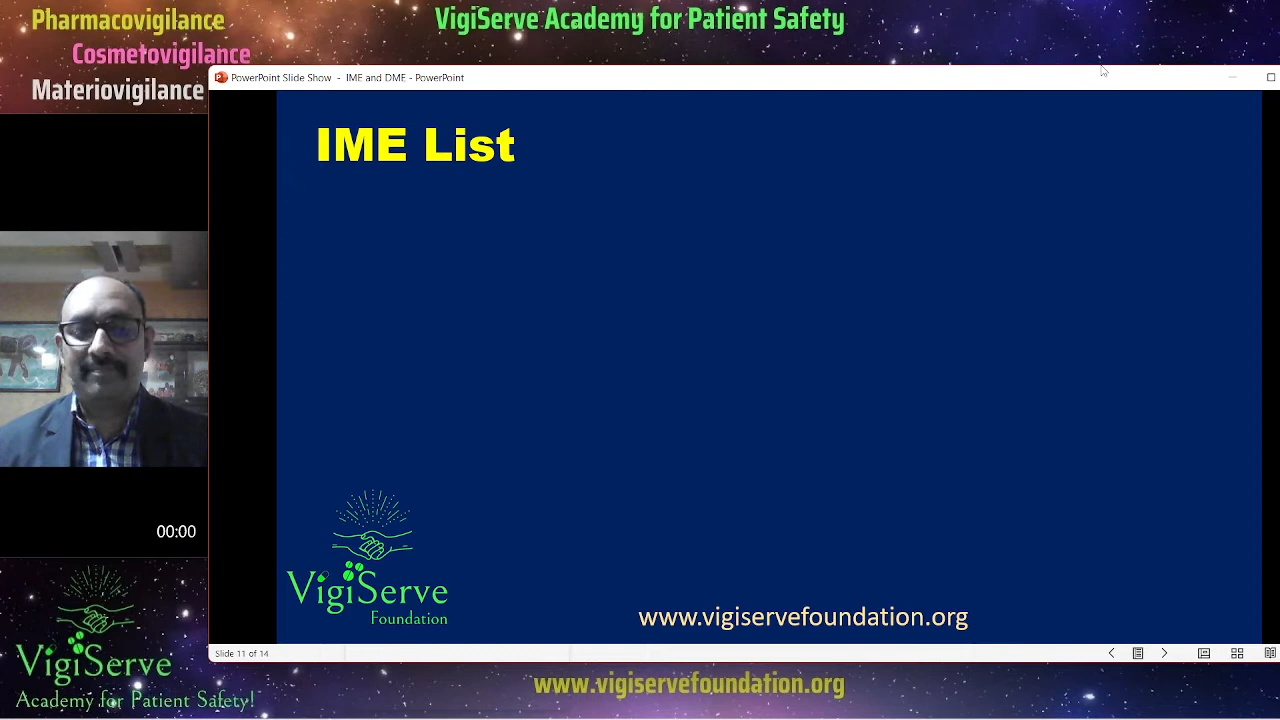 Pharmacovigilance
Cosmetovigilance
Materiovigilance
VigiServe Academy for Patient Safety
PowerPoint Slide Show - IME and DME - PowerPoint
IME List
00:00
VigiServe
Foundation
www.vigiservefoundation.org
Slide 11 of 14
VigiServe
Academy for Patient Safety!
www.vigiservefoundation.org